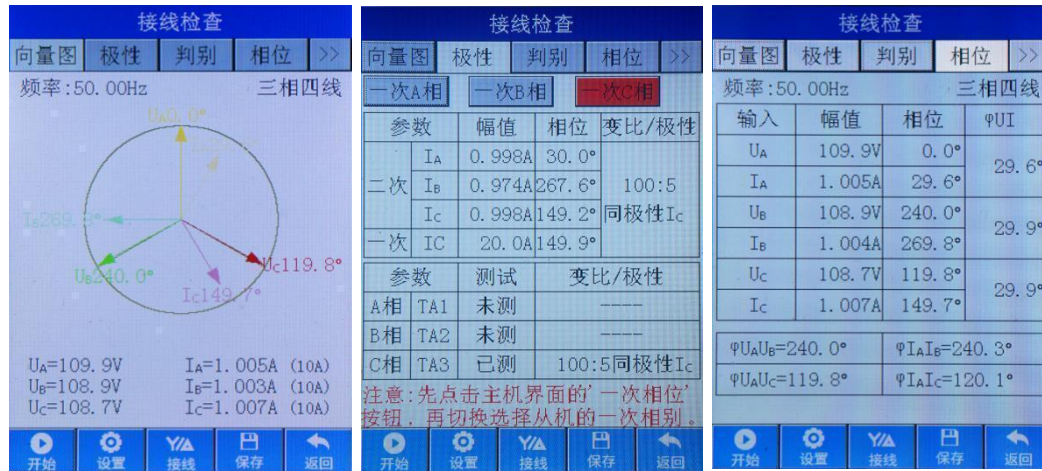 接线检查
向量图 极性 判别 相位 >>
频率:50.00Hz 三相四线
UA0.0°
IB269.8°
UC119.8°
UB240.0°
IC149.7°
UA=109.9V IA=1.005A (10A)
UB=108.9V IB=1.003A (10A)
UC=108.7V IC=1.007A (10A)
开始 设置 接线 保存 返回
接线检查
向量图 极性 判别 相位 >>
一次A相 一次B相 一次C相
参数 幅值 相位 变比/极性
二次 IA 0.998A 30.0° 100:5
IB 0.974A 267.6° 同极性IC
IC 0.998A 149.2°
一次 IC 20.0A 149.9°
参数 测试 变比/极性
A相 TA1 未测 ----
B相 TA2 未测 ----
C相 TA3 已测 100:5同极性IC
注意:先点击主机界面的'一次相位'
按钮，再切换选择从机的一次相别。
开始 设置 接线 保存 返回
接线检查
向量图 极性 判别 相位 >>
频率:50.00Hz 三相四线
输入 幅值 相位 φUI
UA 109.9V 0.0° 29.6°
IA 1.005A 29.6°
UB 108.9V 240.0° 29.9°
IB 1.004A 269.8°
UC 108.7V 119.8° 29.9°
IC 1.007A 149.7°
φUAUB=240.0° φIAIB=240.3°
φUAUC=119.8° φIAIC=120.1°
开始 设置 接线 保存 返回